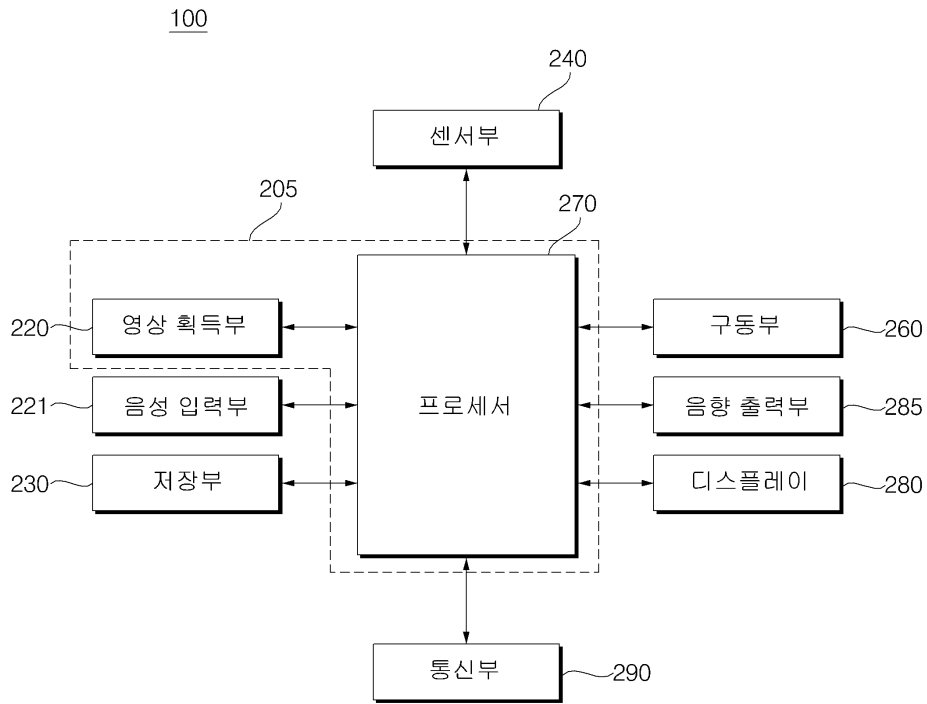 100
240
센서부
205
270
220
영상 획득부
구동부
260
221
음성 입력부
프로세서
음향 출력부
285
230
저장부
디스플레이
280
통신부
290